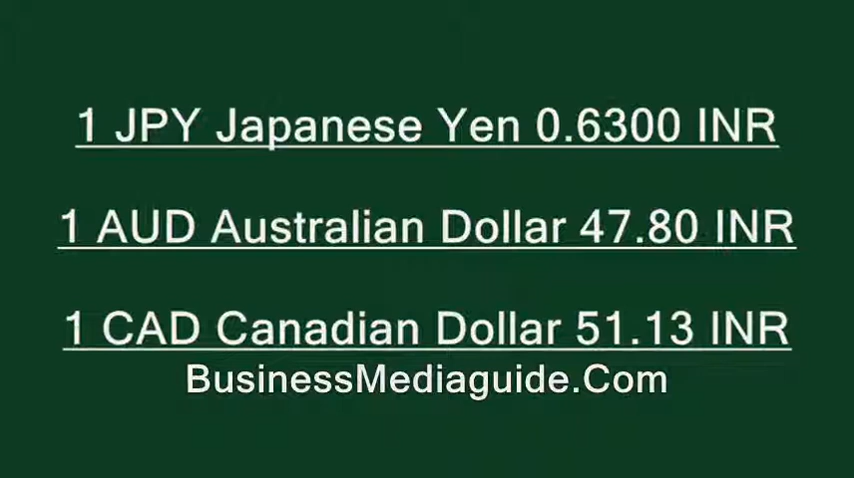 1 JPY Japanese Yen 0.6300 INR
1 AUD Australian Dollar 47.80 INR
1 CAD Canadian Dollar 51.13 INR
BusinessMediaguide.Com